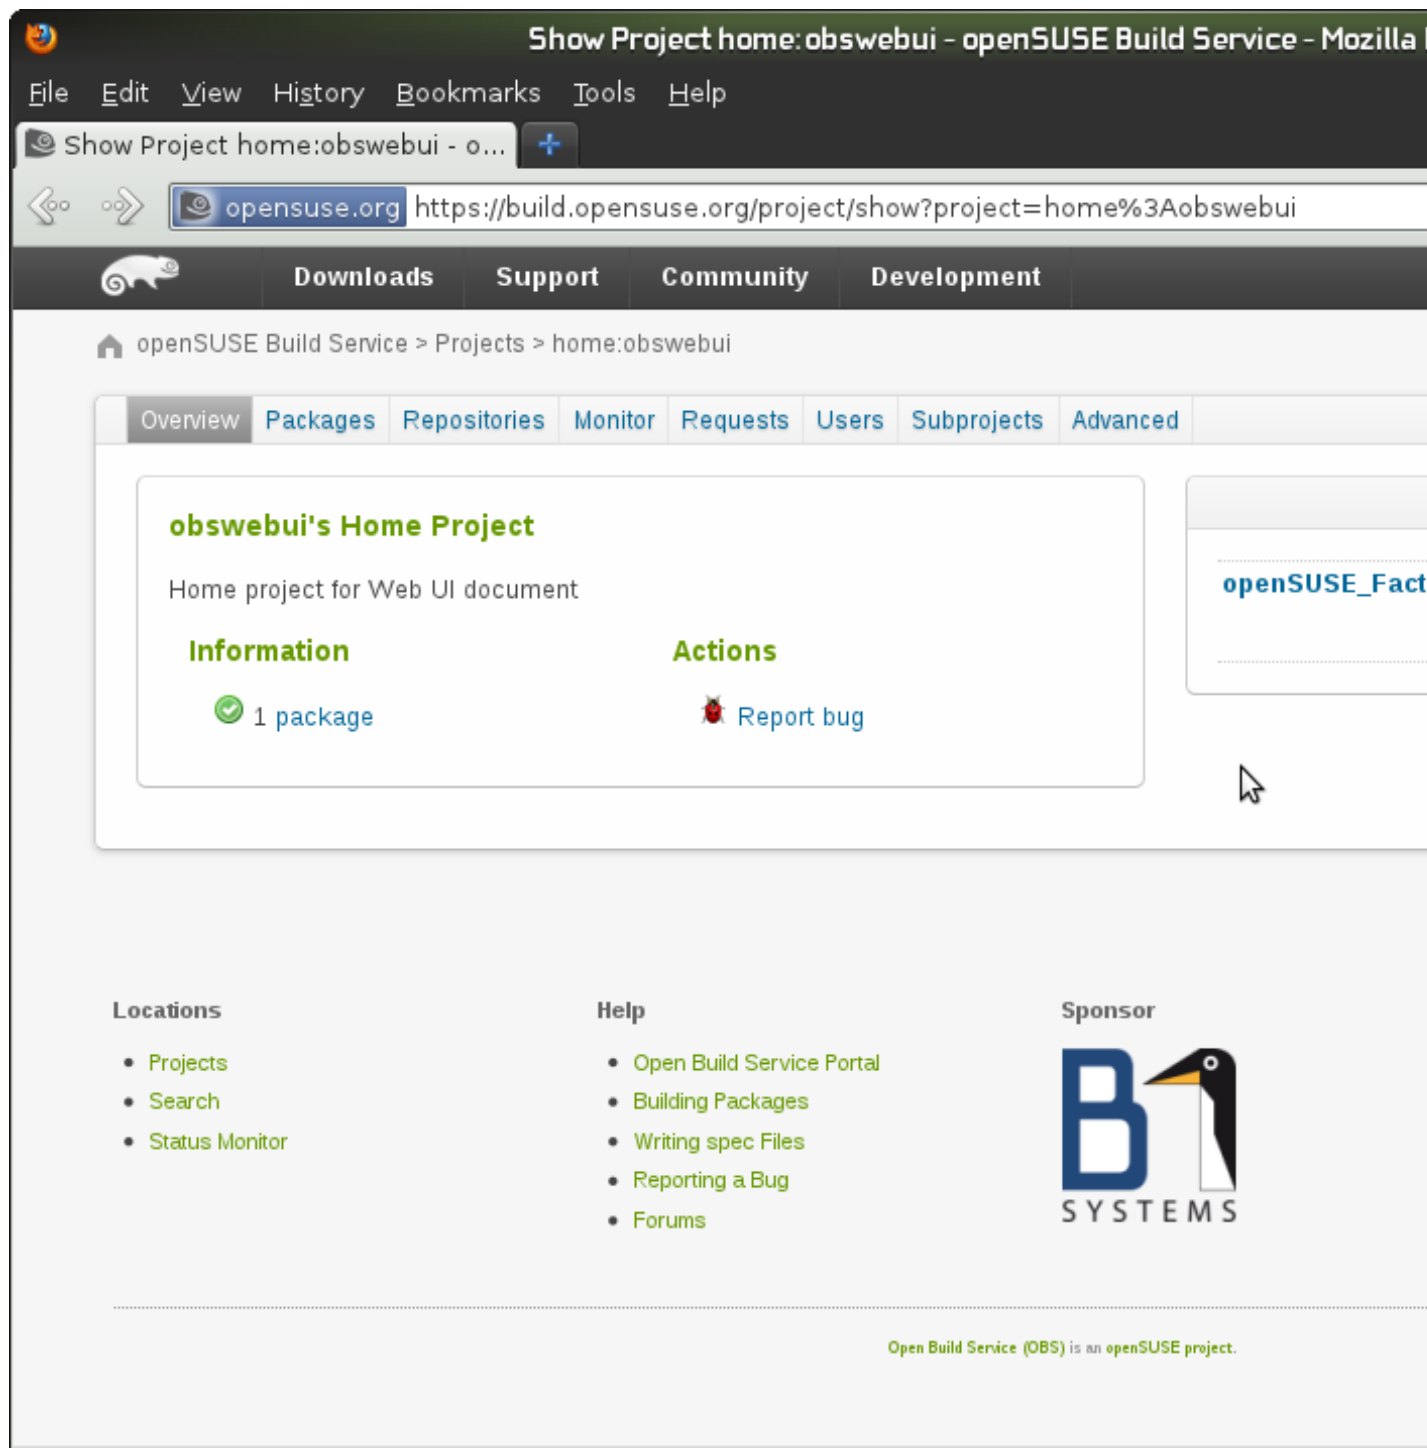 Show Project home:obswebui - openSUSE Build Service - Mozilla
File Edit View History Bookmarks Tools Help
Show Project home:obswebui - o...
opensuse.org https://build.opensuse.org/project/show?project=home%3Aobswebui
Downloads Support Community Development
openSUSE Build Service > Projects > home:obswebui
Overview Packages Repositories Monitor Requests Users Subprojects Advanced
obswebui's Home Project
Home project for Web UI document
Information
1 package
Actions
Report bug
openSUSE_Fact
Locations
Projects
Search
Status Monitor
Help
Open Build Service Portal
Building Packages
Writing spec Files
Reporting a Bug
Forums
Sponsor
B1
SYSTEMS
Open Build Service (OBS) is an openSUSE project.